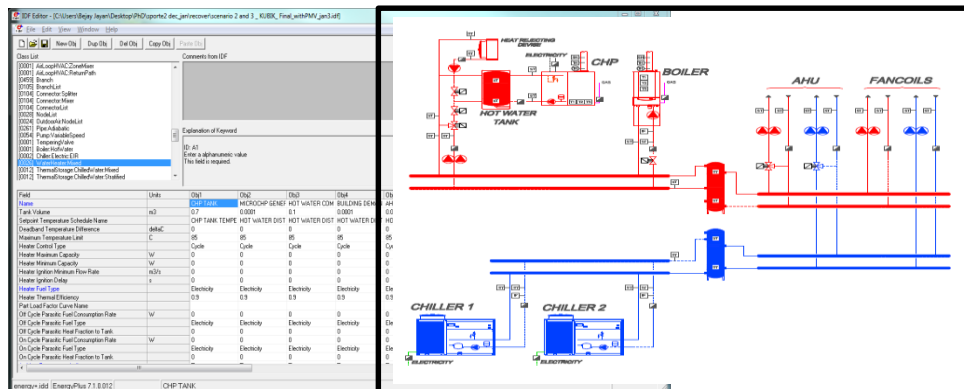 IDF Editor - [C:\Users\Bejay Jayan\Desktop\PhD\sporte2 dec_jan\recover\scenario 2 and 3 _ KUBIK_ Final_withPMV_jan3.idf]
File Edit View Window Help
New Obj Dup Obj Del Obj Copy Obj Paste Obj
Class List
Comments from IDF
[0001] AirLoopHVAC:ZoneMixer
[0001] AirLoopHVAC:ReturnPath
[0459] Branch
[0105] BranchList
[0104] Connector:Splitter
[0104] Connector:Mixer
[0104] ConnectorList
[0028] NodeList
[0024] OutdoorAir:NodeList
[0261] Pipe:Adiabatic
[0054] Pump:VariableSpeed
[0001] TemperingValve
[0001] Boiler:HotWater
[0002] Chiller:Electric:EIR
[0026] WaterHeater:Mixed
[0012] ThermalStorage:ChilledWater:Mixed
[0012] ThermalStorage:ChilledWater:Stratified
Explanation of Keyword
ID: A1
Enter a alphanumeric value
This field is required.
Field Units Obj1 Obj2 Obj3 Obj4
Name CHP TANK MICROCHP GENEF HOT WATER COM BUILDING DEM
Tank Volume m3 0.7 0.0001 0.1 0.0001
Setpoint Temperature Schedule Name CHP TANK TEMPE HOT WATER DIST HOT WATER DIST HOT WATER DIST
Deadband Temperature Difference deltaC 0 0 0 0
Maximum Temperature Limit C 85 85 85 85
Heater Control Type Cycle Cycle Cycle Cycle
Heater Maximum Capacity W 0 0 0 0
Heater Minimum Capacity W 0 0 0 0
Heater Ignition Minimum Flow Rate m3/s 0 0 0 0
Heater Ignition Delay s 0 0 0 0
Heater Fuel Type Electricity Electricity Electricity Electricity
Heater Thermal Efficiency 0.9 0.9 0.9 0.9
Part Load Factor Curve Name
Off Cycle Parasitic Fuel Consumption Rate W 0 0 0 0
Off Cycle Parasitic Fuel Type Electricity Electricity Electricity Electricity
Off Cycle Parasitic Heat Fraction to Tank 0 0 0 0
On Cycle Parasitic Fuel Consumption Rate W 0 0 0 0
On Cycle Parasitic Fuel Type Electricity Electricity Electricity Electricity
On Cycle Parasitic Heat Fraction to Tank 0 0 0 0
energy+.idd EnergyPlus 7.1.0.012 CHP TANK
HEAT REJECTING
DEVISE
ELECTRICITY
CHP
GAS
BOILER
GAS
HOT WATER
TANK
AHU
FANCOILS
CHILLER 1
CHILLER 2
ELECTRICITY
ELECTRICITY